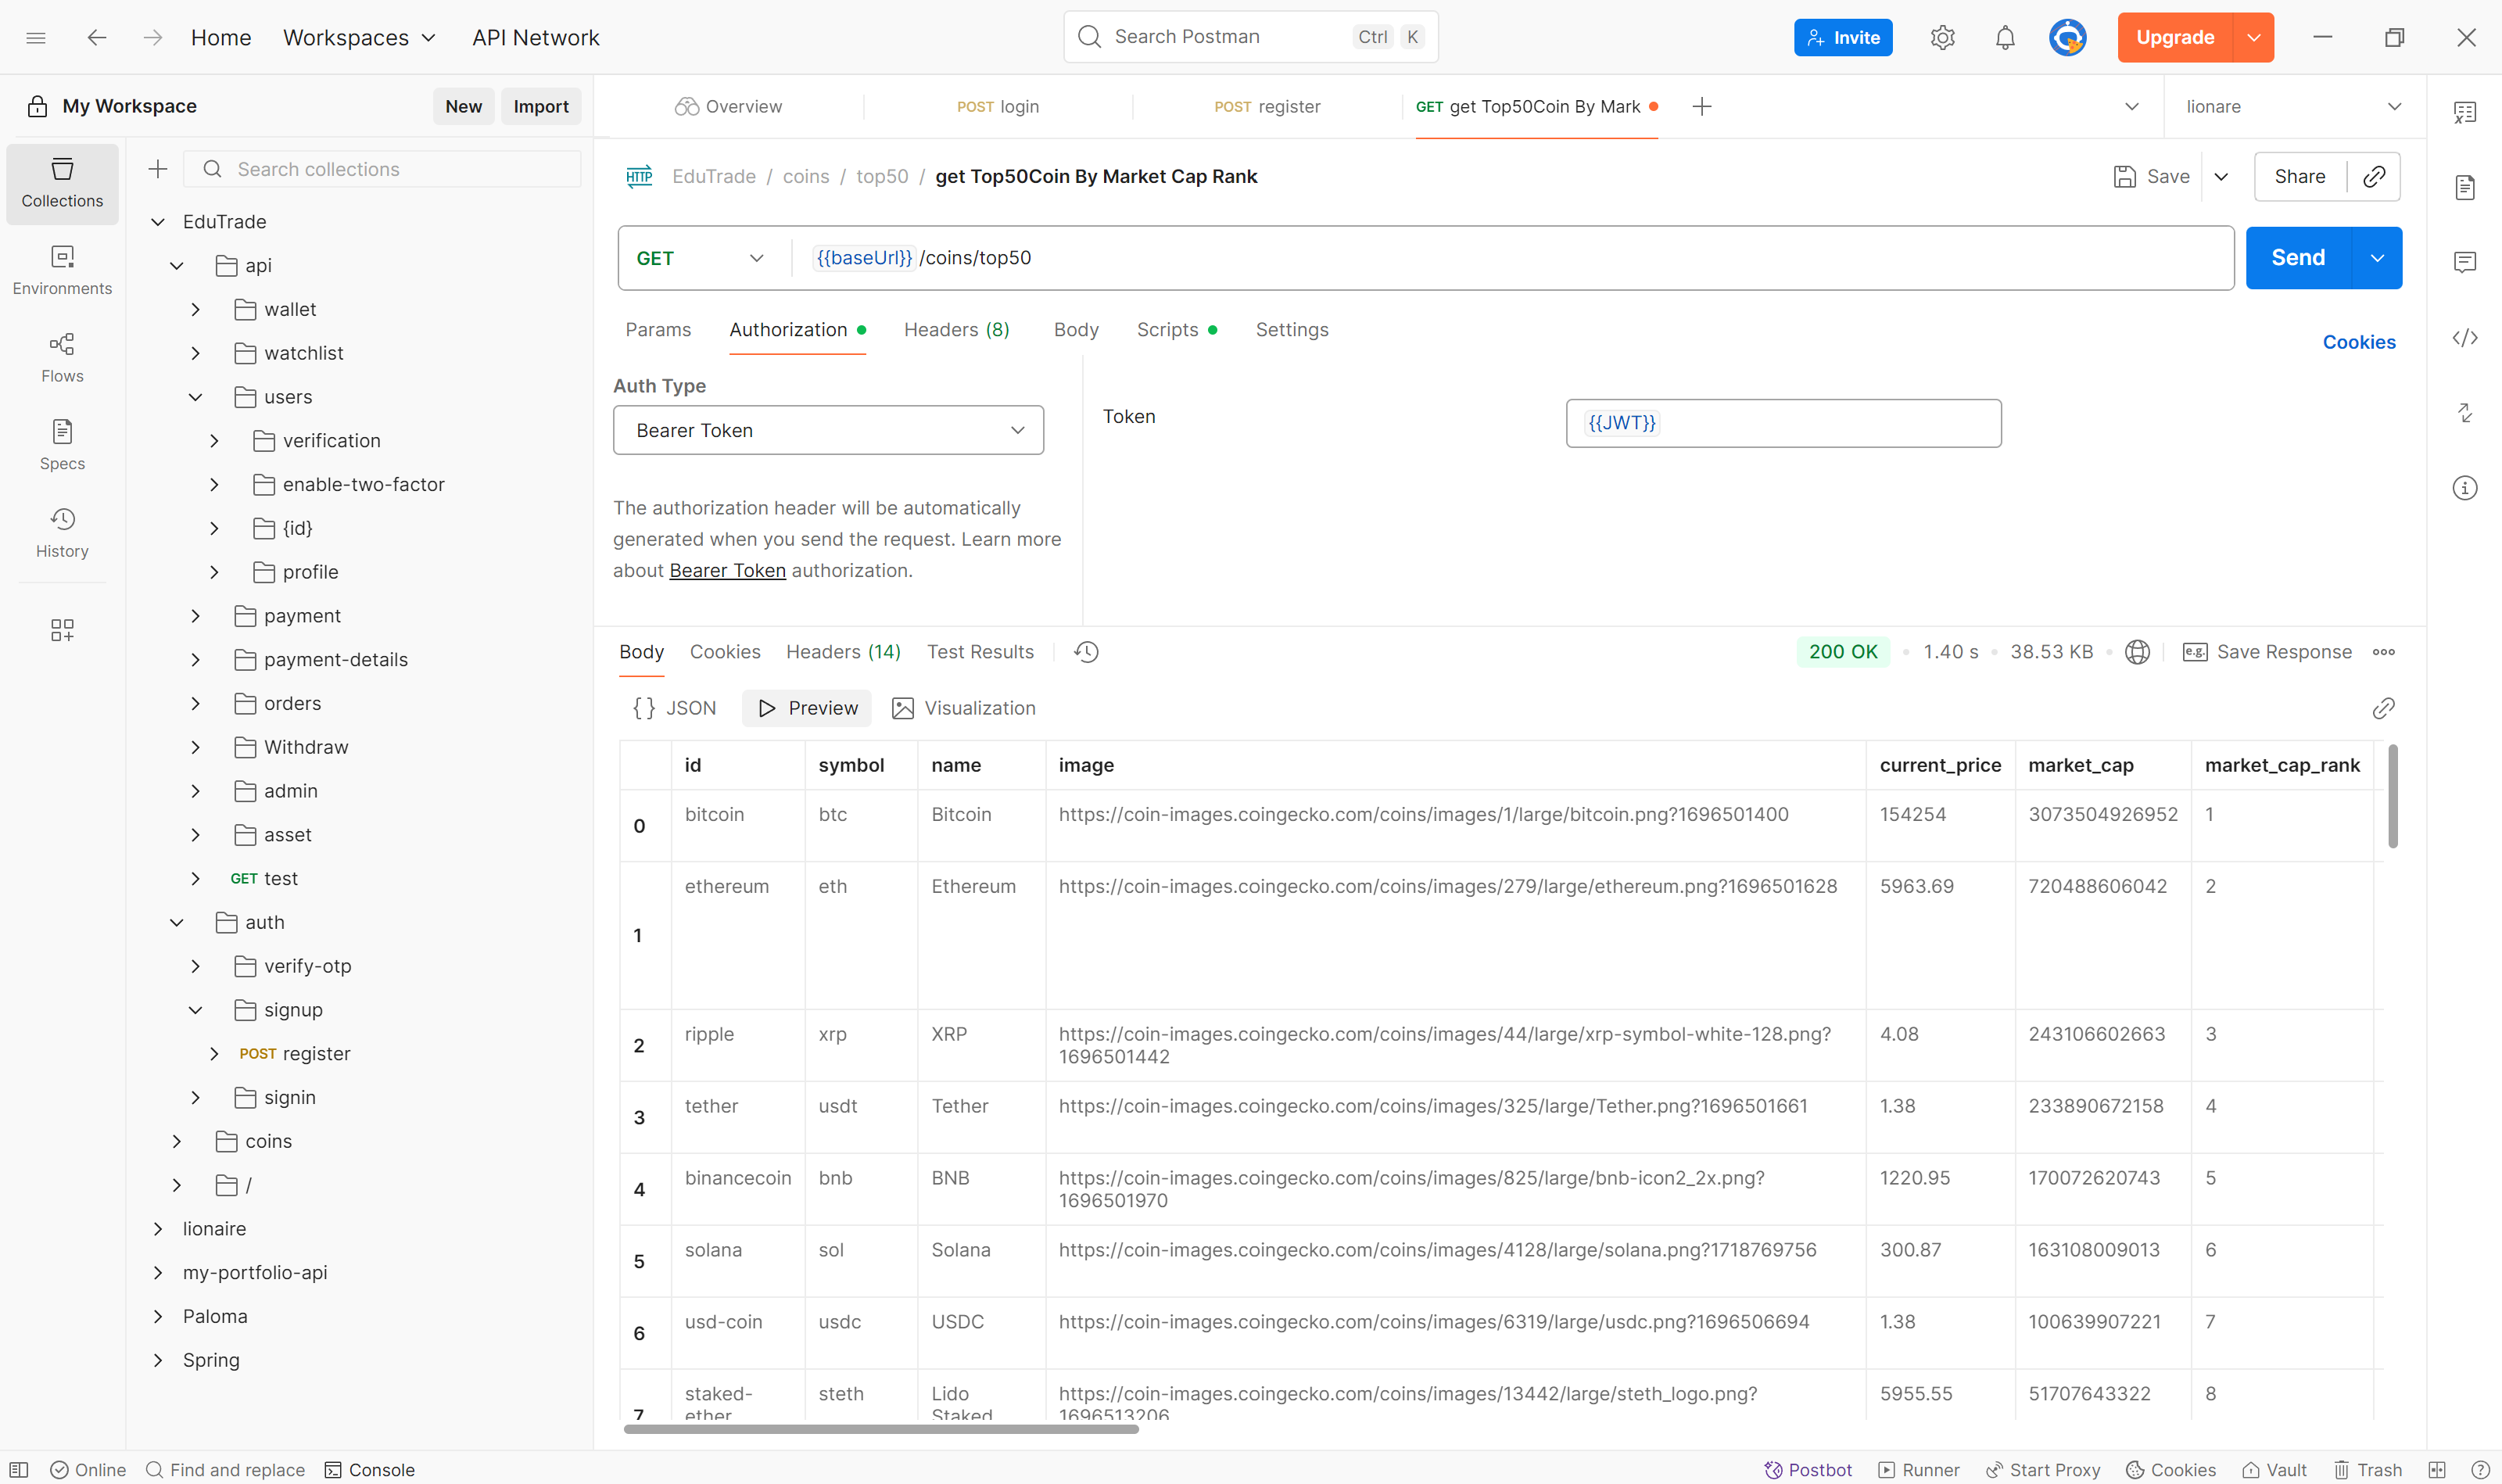 Home Workspaces API Network Search Postman Ctrl K Invite Upgrade
My Workspace New Import
Overview POST login POST register GET get Top50Coin By Mark lionare
Collections
Environments
Flows
Specs
History
Search collections
EduTrade
api
wallet
watchlist
users
verification
enable-two-factor
{id}
profile
payment
payment-details
orders
Withdraw
admin
asset
GET test
auth
verify-otp
signup
POST register
signin
coins
/
lionaire
my-portfolio-api
Paloma
Spring
HTTP EduTrade / coins / top50 / get Top50Coin By Market Cap Rank Save Share
GET {{baseUrl}} /coins/top50 Send
Params Authorization Headers (8) Body Scripts Settings Cookies
Auth Type
Bearer Token
Token {{JWT}}
The authorization header will be automatically
generated when you send the request. Learn more
about Bearer Token authorization.
Body Cookies Headers (14) Test Results 200 OK 1.40 s 38.53 KB e.g. Save Response
{} JSON Preview Visualization
id symbol name image current_price market_cap market_cap_rank
0 bitcoin btc Bitcoin https://coin-images.coingecko.com/coins/images/1/large/bitcoin.png?1696501400 154254 3073504926952 1
1 ethereum eth Ethereum https://coin-images.coingecko.com/coins/images/279/large/ethereum.png?1696501628 5963.69 720488606042 2
2 ripple xrp XRP https://coin-images.coingecko.com/coins/images/44/large/xrp-symbol-white-128.png? 4.08 243106602663 3
1696501442
3 tether usdt Tether https://coin-images.coingecko.com/coins/images/325/large/Tether.png?1696501661 1.38 233890672158 4
4 binancecoin bnb BNB https://coin-images.coingecko.com/coins/images/825/large/bnb-icon2_2x.png? 1220.95 170072620743 5
1696501970
5 solana sol Solana https://coin-images.coingecko.com/coins/images/4128/large/solana.png?1718769756 300.87 163108009013 6
6 usd-coin usdc USDC https://coin-images.coingecko.com/coins/images/6319/large/usdc.png?1696506694 1.38 100639907221 7
7 staked- steth Lido https://coin-images.coingecko.com/coins/images/13442/large/steth_logo.png? 5955.55 51707643322 8
ether Staked 1696513206
Online Find and replace Console Postbot Runner Start Proxy Cookies Vault Trash